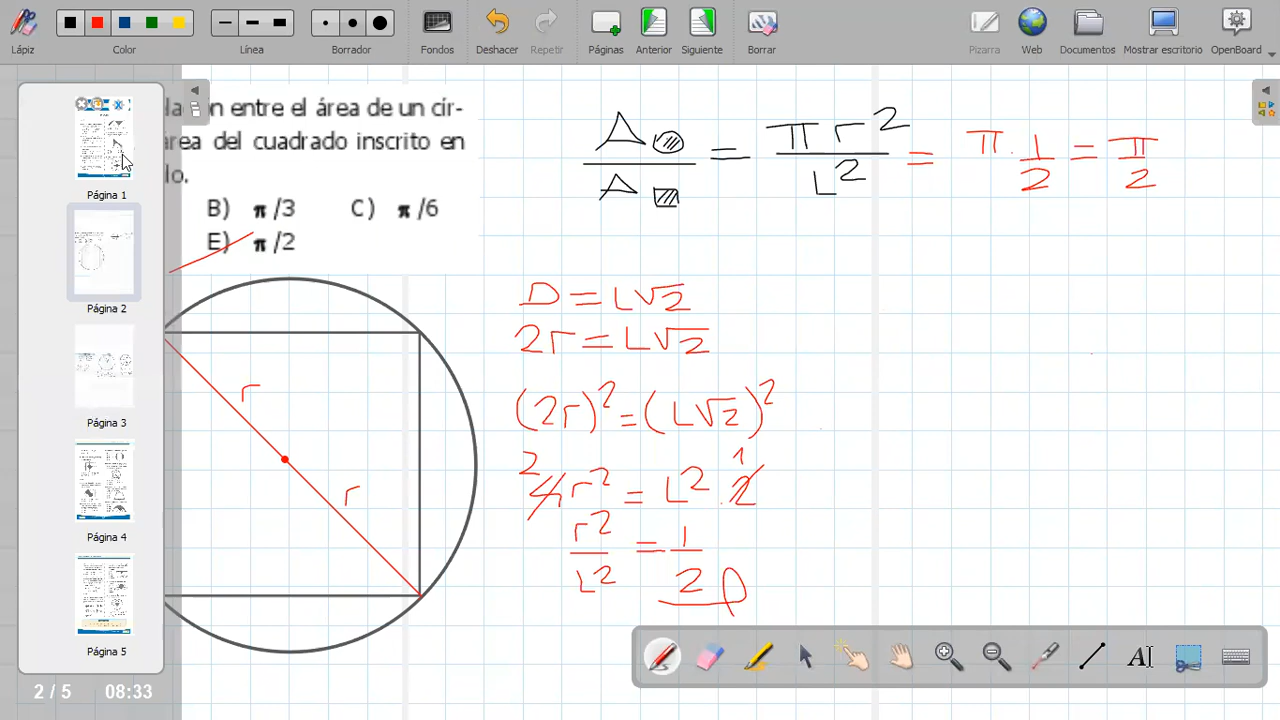 Lápiz
Color
Línea
Borrador
Fondos
Deshacer
Repetir
Páginas
Anterior
Siguiente
Borrar
Pizarra
Web
Documentos
Mostrar escritorio
OpenBoard
Página 1
Página 2
Página 3
Página 4
Página 5
2 / 5 08:33
entre el área de un cír-
del cuadrado inscrito en
B) π /3 C) π /6
E) π /2
A / A = π r² / L² = π · 1/2 = π/2
D = L√2
2r = L√2
(2r)² = (L√2)²
2 1
4r² = L² . 2
r²/L² = 1/2
r
r